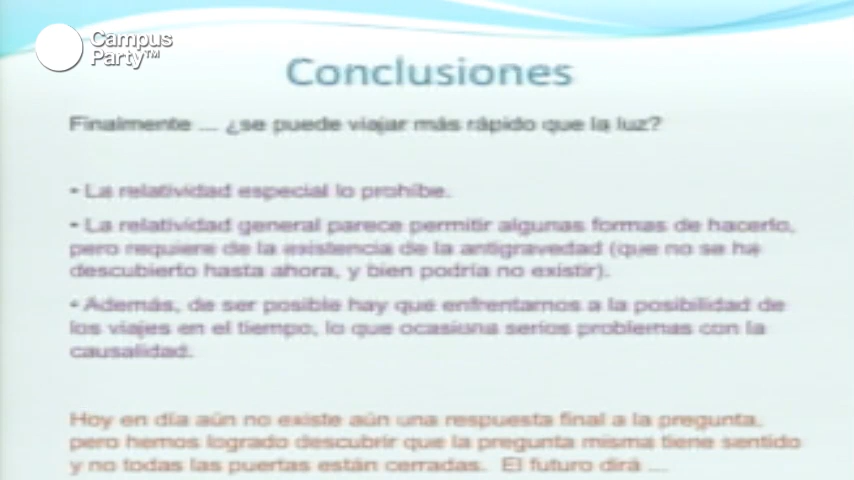 Campus
Party™
Conclusiones
Finalmente ... ¿se puede viajar más rápido que la luz?
• La relatividad especial lo prohíbe.
• La relatividad general parece permitir algunas formas de hacerlo,
pero requiere de la existencia de la antigravedad (que no se ha
descubierto hasta ahora, y bien podría no existir).
• Además, de ser posible hay que enfrentarnos a la posibilidad de
los viajes en el tiempo, lo que ocasiona serios problemas con la
causalidad.
Hoy en día aún no existe aún una respuesta final a la pregunta,
pero hemos logrado descubrir que la pregunta misma tiene sentido
y no todas las puertas están cerradas. El futuro dirá ...